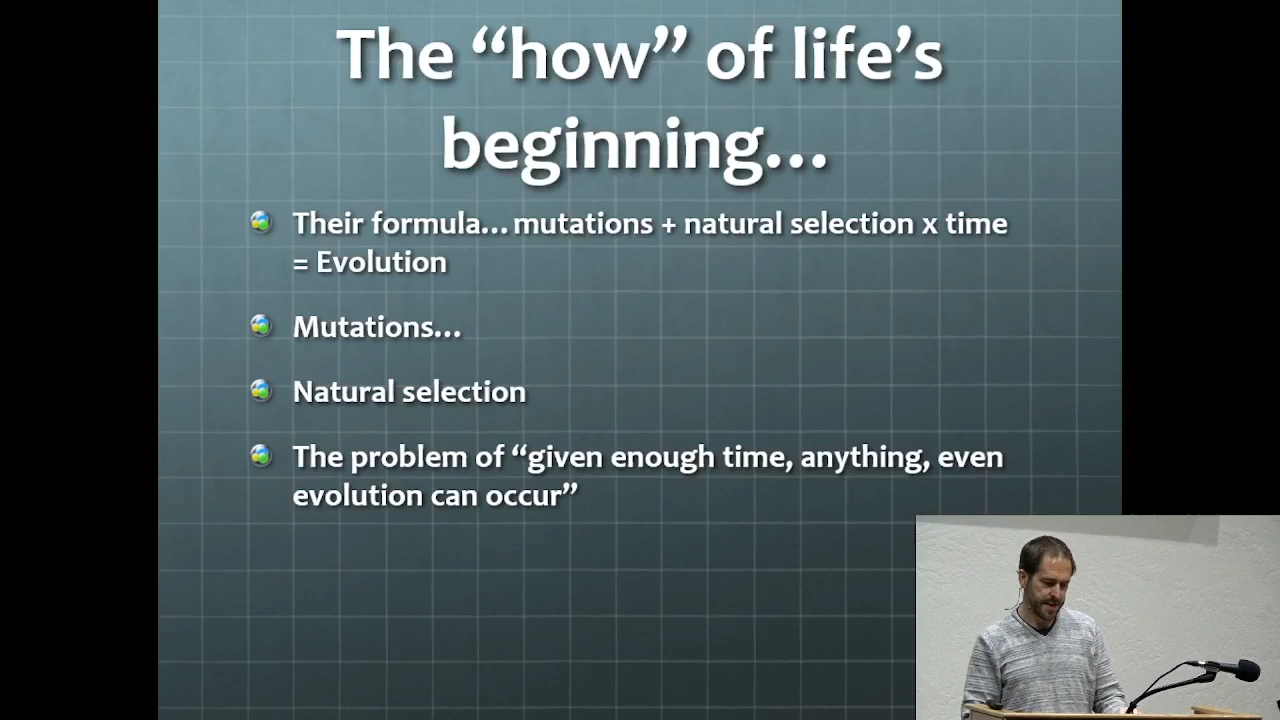 The “how” of life’s
beginning…
Their formula… mutations + natural selection x time
= Evolution
Mutations…
Natural selection
The problem of “given enough time, anything, even
evolution can occur”